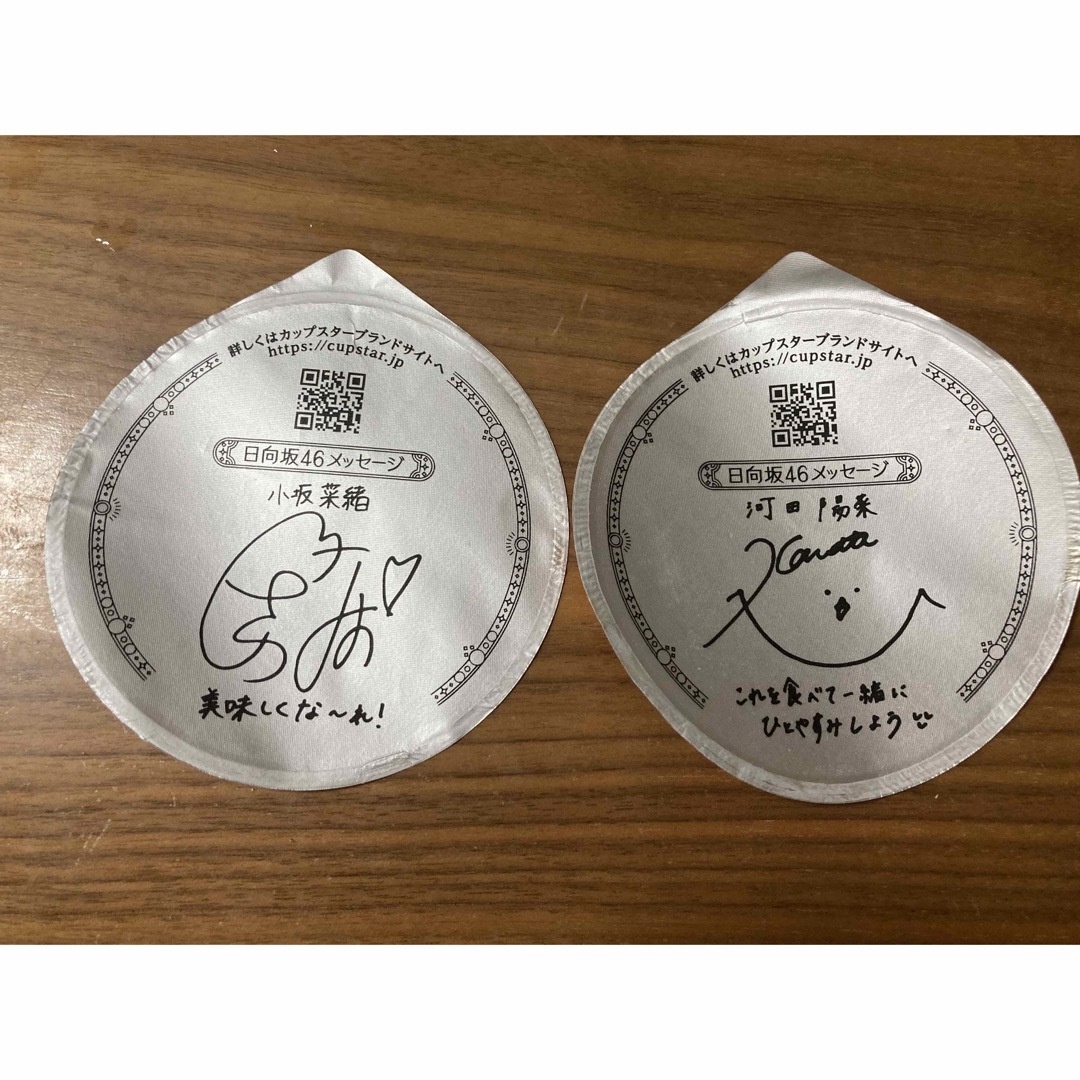 詳しくはカップスターブランドサイトへ
https://cupstar.jp
日向坂46メッセージ
小坂菜緒
美味しくな〜れ!
詳しくはカップスターブランドサイトへ
https://cupstar.jp
日向坂46メッセージ
河田陽菜
Kawata
これを食べて一緒に
ひとやすみしよう